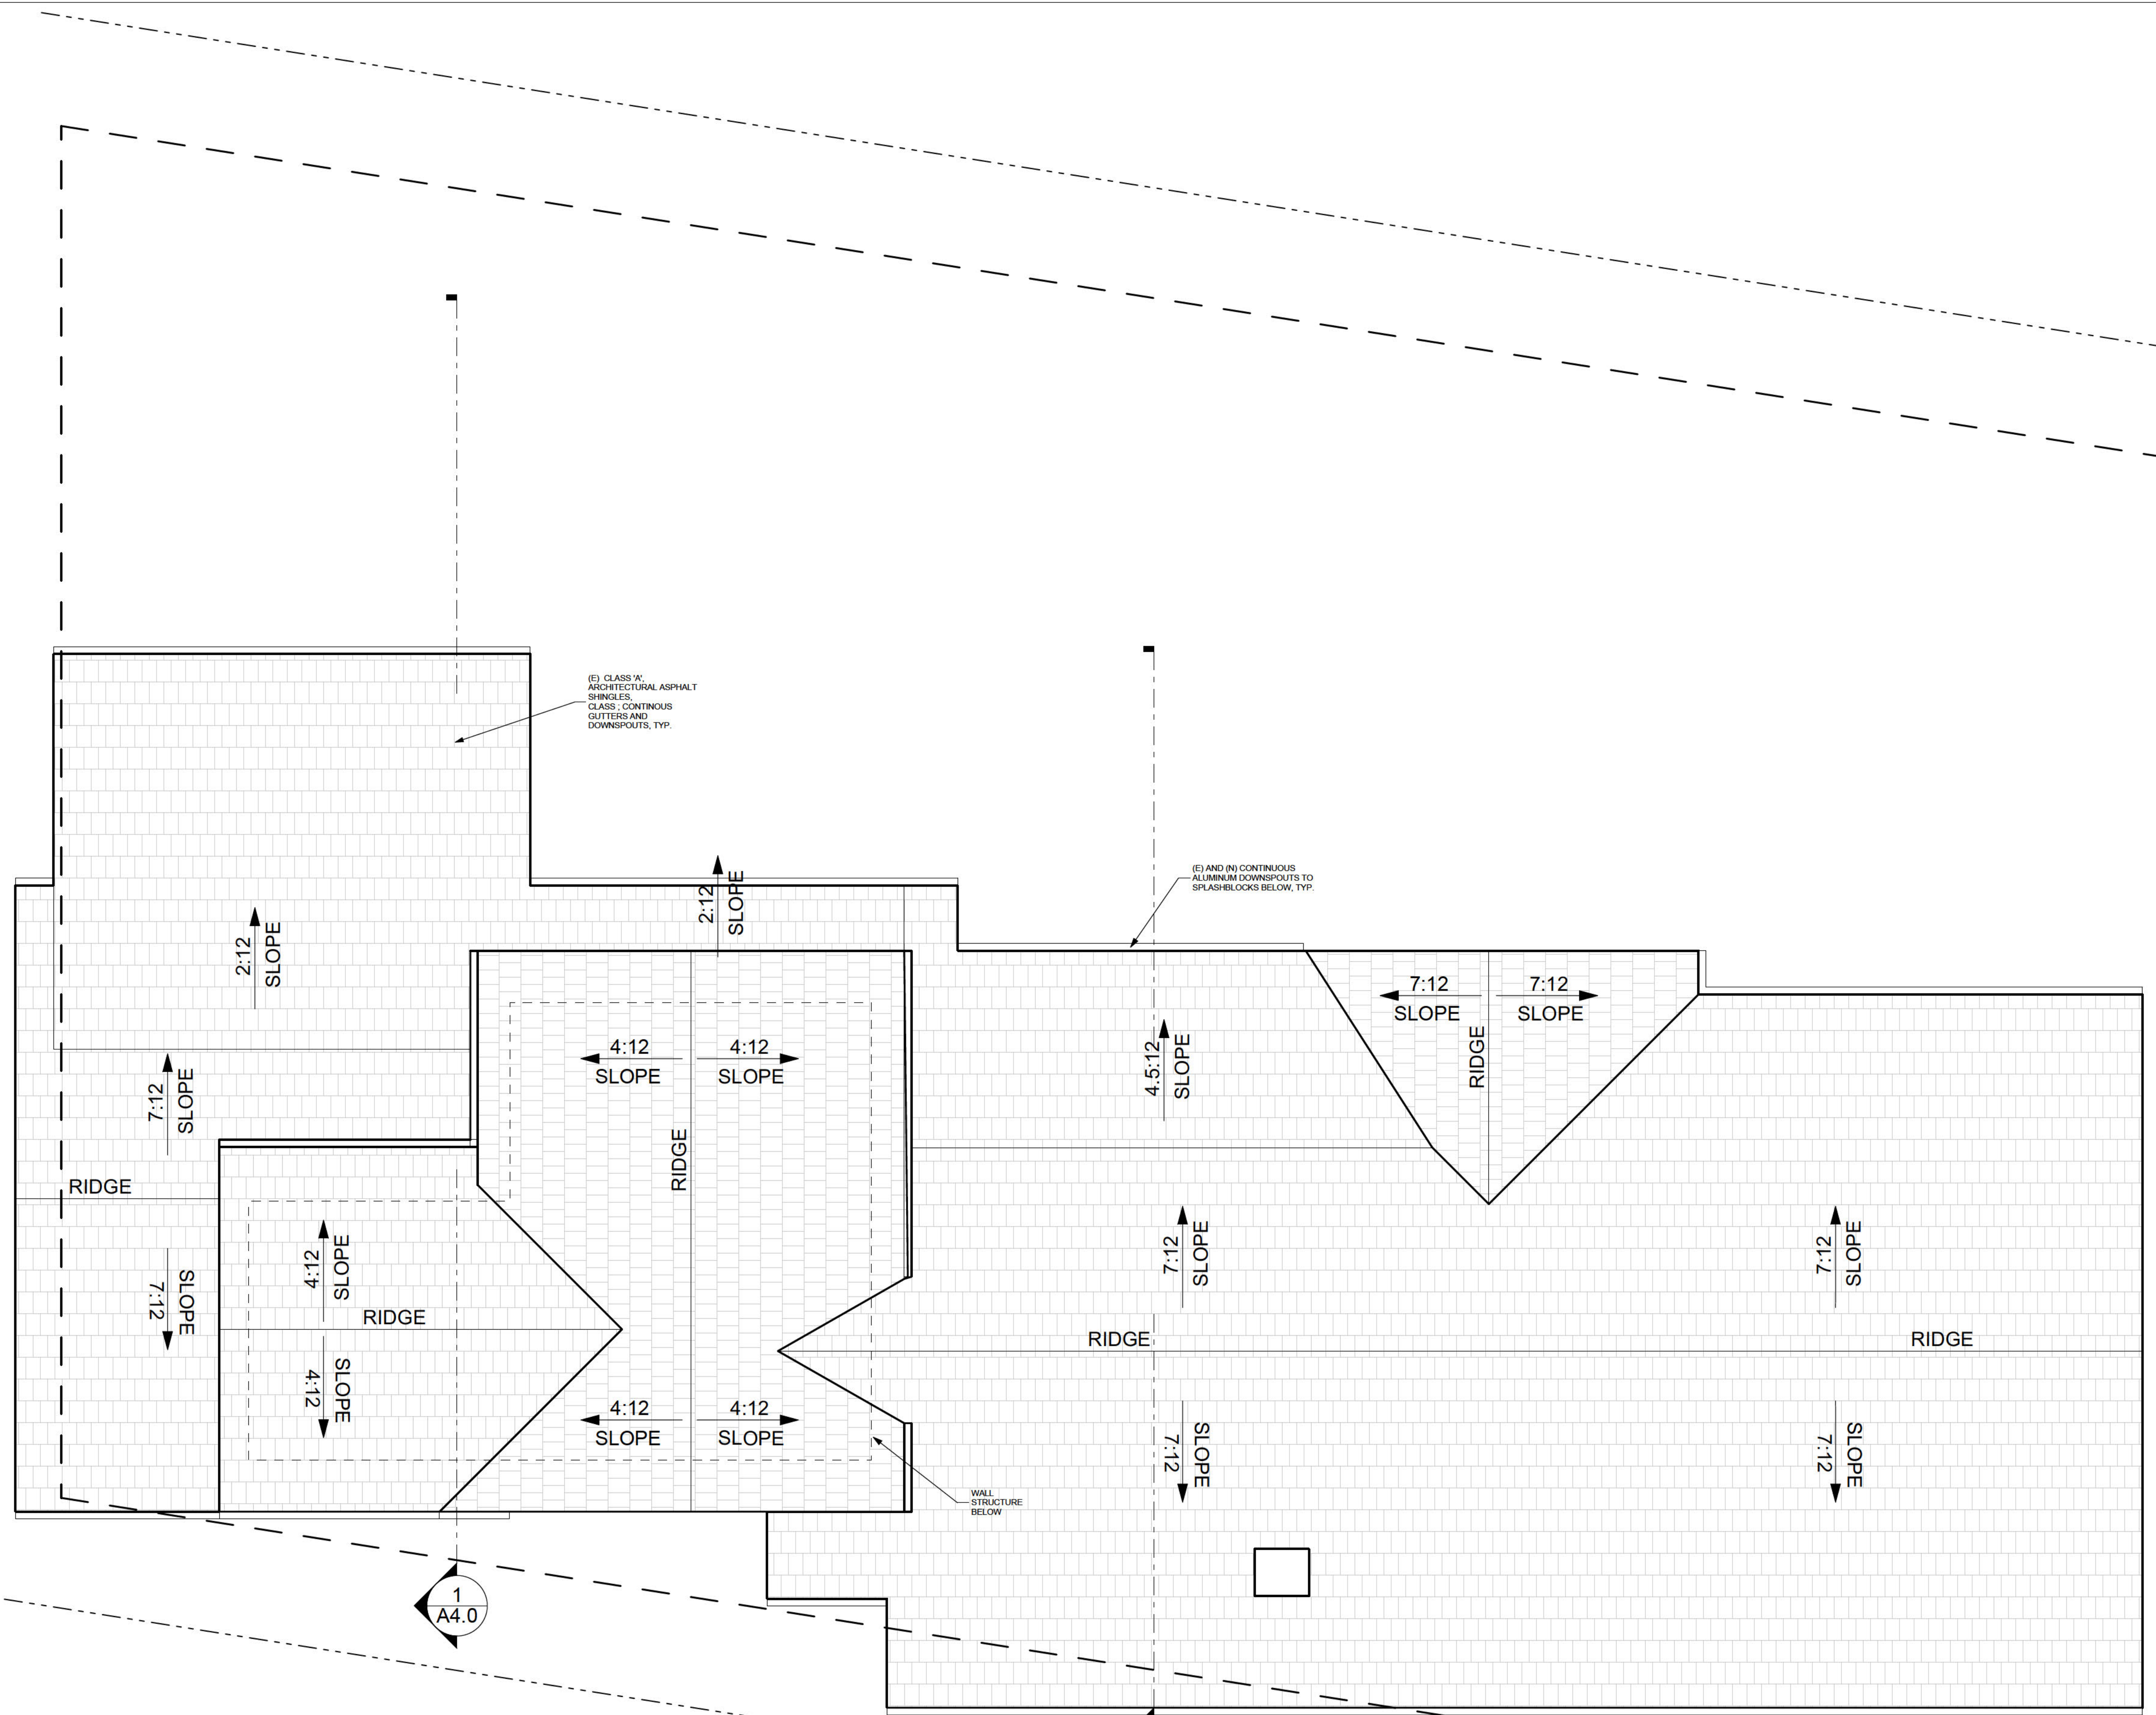 (E) CLASS 'A',
ARCHITECTURAL ASPHALT
SHINGLES,
CLASS ; CONTINOUS
GUTTERS AND
DOWNSPOUTS, TYP.
(E) AND (N) CONTINUOUS
ALUMINUM DOWNSPOUTS TO
SPLASHBLOCKS BELOW, TYP.
2:12
SLOPE
2:12
SLOPE
7:12
SLOPE
7:12
SLOPE
RIDGE
4:12
SLOPE
4:12
SLOPE
RIDGE
4.5:12
SLOPE
7:12
SLOPE
RIDGE
7:12
SLOPE
RIDGE
4:12
SLOPE
RIDGE
7:12
SLOPE
7:12
SLOPE
7:12
SLOPE
4:12
SLOPE
RIDGE
RIDGE
4:12
SLOPE
4:12
SLOPE
7:12
SLOPE
7:12
SLOPE
WALL
STRUCTURE
BELOW
1
A4.0